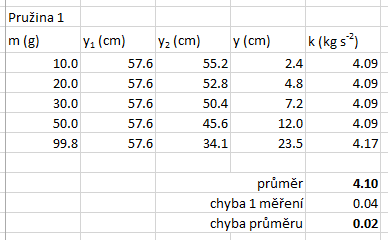 Pružina 1
m (g) y₁ (cm) y₂ (cm) y (cm) k (kg s⁻²)
10.0 57.6 55.2 2.4 4.09
20.0 57.6 52.8 4.8 4.09
30.0 57.6 50.4 7.2 4.09
50.0 57.6 45.6 12.0 4.09
99.8 57.6 34.1 23.5 4.17
průměr 4.10
chyba 1 měření 0.04
chyba průměru 0.02